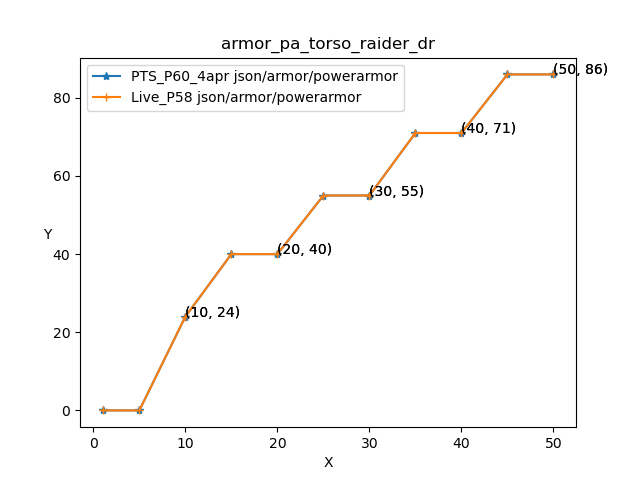 armor_pa_torso_raider_dr
PTS_P60_4apr json/armor/powerarmor
Live_P58 json/armor/powerarmor
(50, 86)
(40, 71)
(30, 55)
(20, 40)
(10, 24)
Y
80
60
40
20
0
0 10 20 30 40 50
X